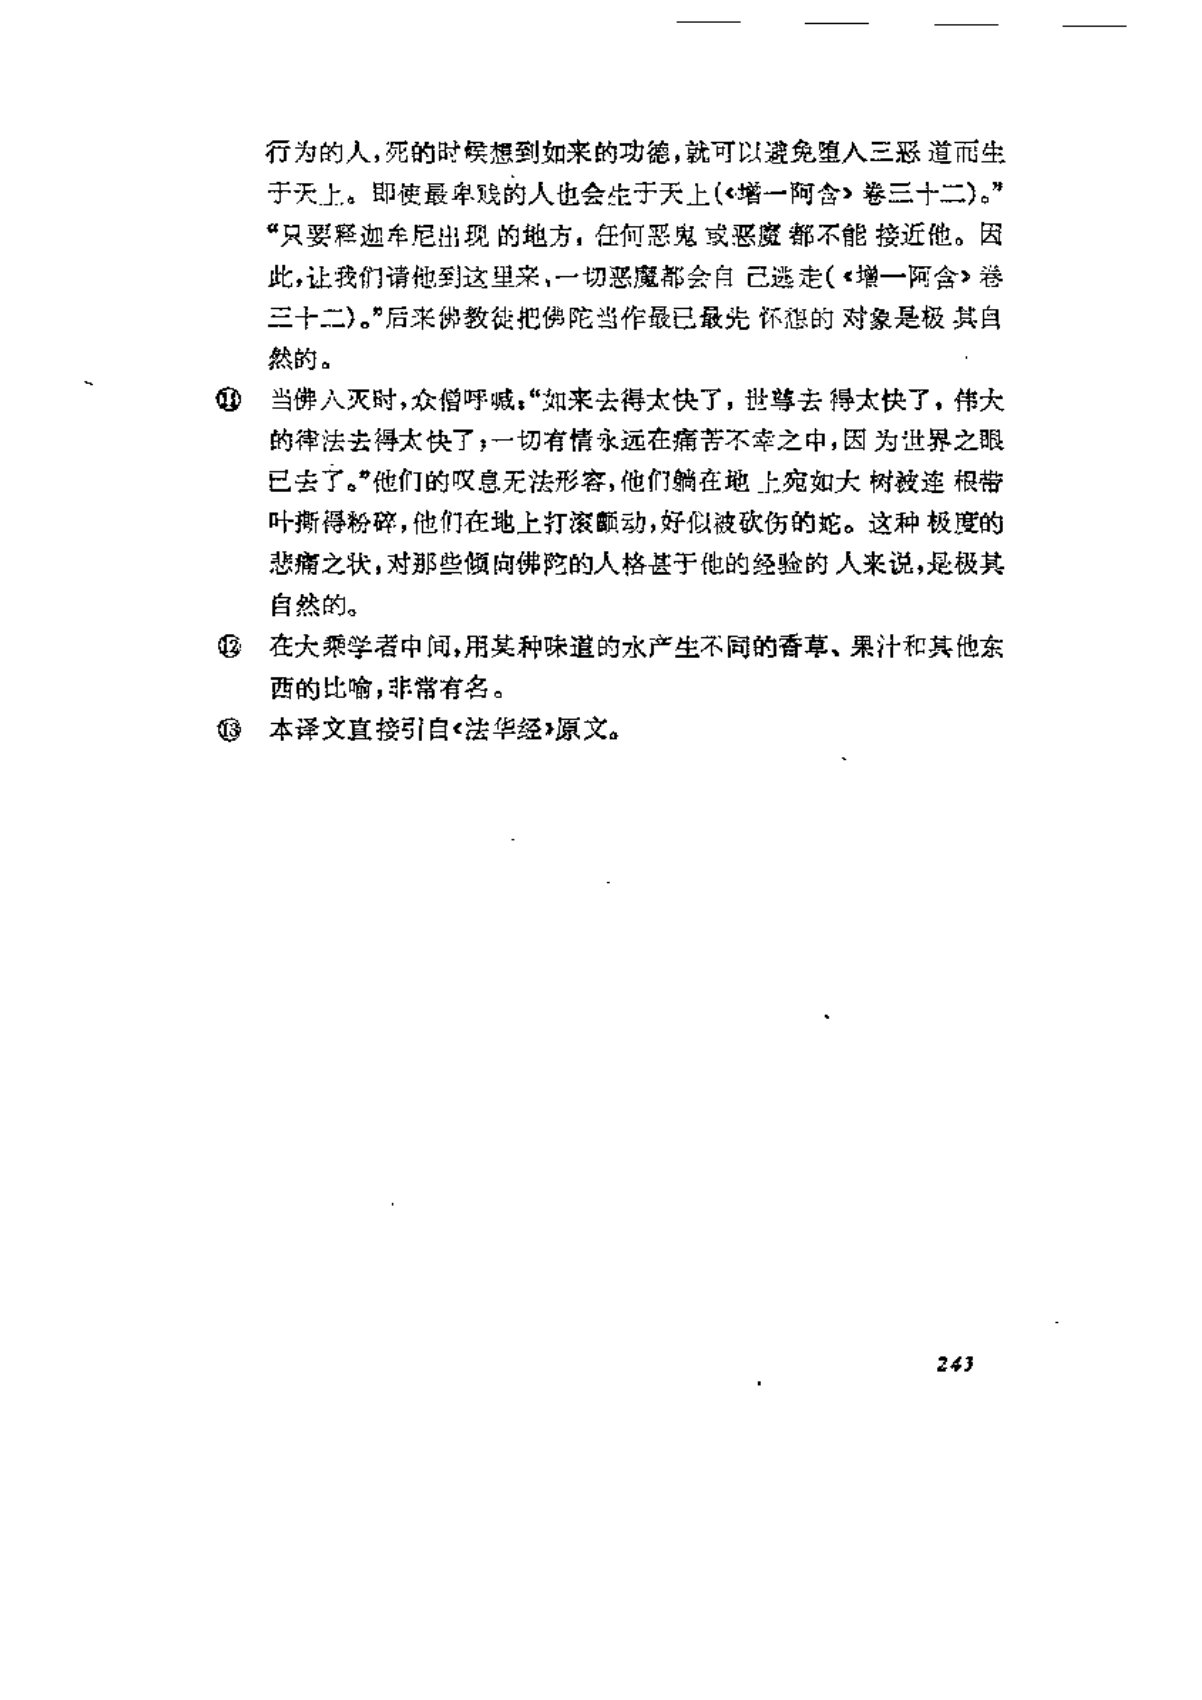 行为的人，死的时候想到如来的功德，就可以避免堕入三恶道而生
于天上。即使最卑贱的人也会生于天上(《增一阿含》卷三十二)。”
“只要释迦牟尼出现的地方，任何恶鬼或恶魔都不能接近他。因
此，让我们请他到这里来，一切恶魔都会自己逃走(《增一阿含》卷
三十二)。”后来佛教徒把佛陀当作最已最先怀想的对象是极其自
然的。
⑪ 当佛入灭时，众僧呼喊：“如来去得太快了，世尊去得太快了，伟大
的律法去得太快了；一切有情永远在痛苦不幸之中，因为世界之眼
已去了。”他们的叹息无法形容，他们躺在地上宛如大树被连根带
叶撕得粉碎，他们在地上打滚颤动，好似被砍伤的蛇。这种极度的
悲痛之状，对那些倾向佛陀的人格甚于他的经验的人来说，是极其
自然的。
⑫ 在大乘学者中间，用某种味道的水产生不同的香草、果汁和其他东
西的比喻，非常有名。
⑬ 本译文直接引自《法华经》原文。
243